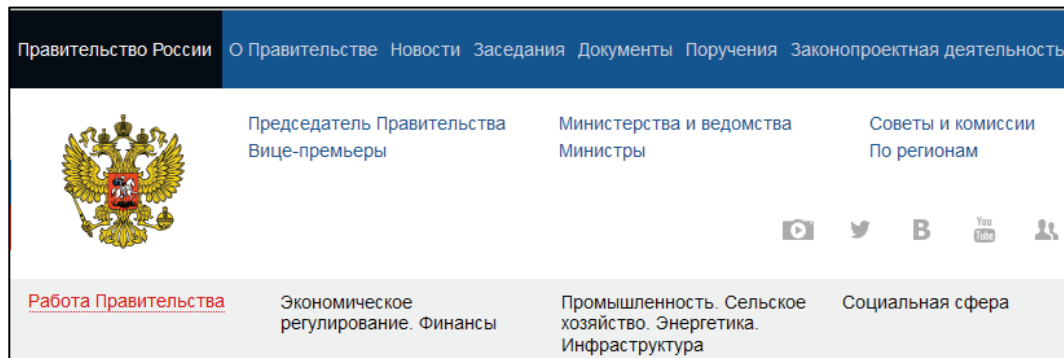 Правительство России О Правительстве Новости Заседания Документы Поручения Законопроектная деятельность
Председатель Правительства Министерства и ведомства Советы и комиссии
Вице-премьеры Министры По регионам
B You Tube
Работа Правительства Экономическое Промышленность. Сельское Социальная сфера
регулирование. Финансы хозяйство. Энергетика.
Инфраструктура